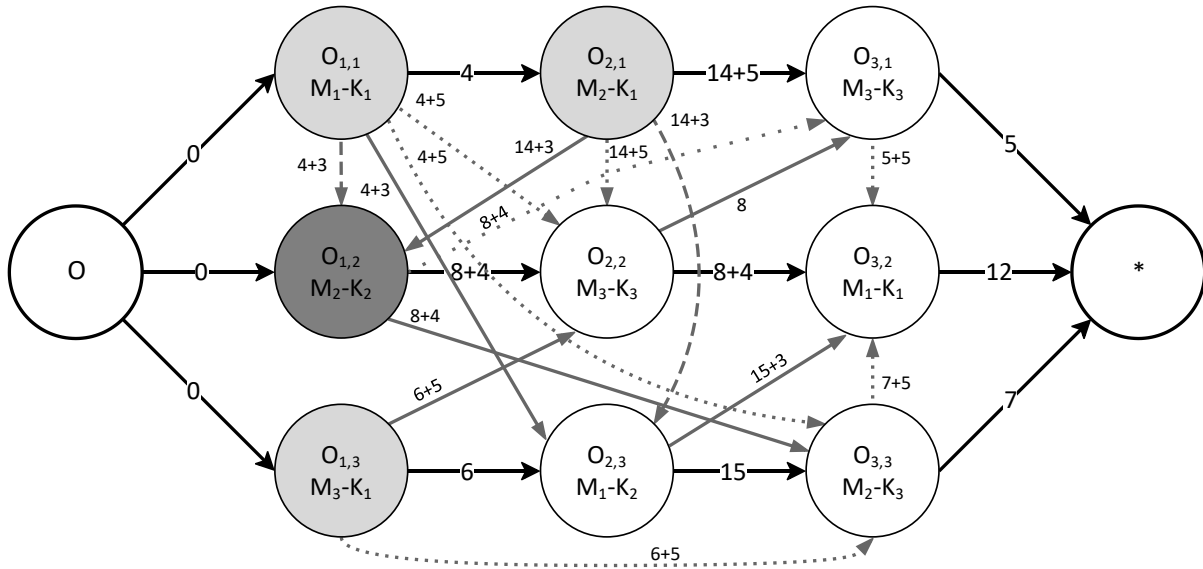 O1,1
M1-K1
4
O2,1
M2-K1
14+5
O3,1
M3-K3
4+5
14+3
0
4+3
4+5
14+3
14+5
5+5
5
4+3
8+4
8
O
0
O1,2
M2-K2
8+4
O2,2
M3-K3
8+4
O3,2
M1-K1
12
*
8+4
0
6+5
15+3
7+5
7
O1,3
M3-K1
6
O2,3
M1-K2
15
O3,3
M2-K3
6+5